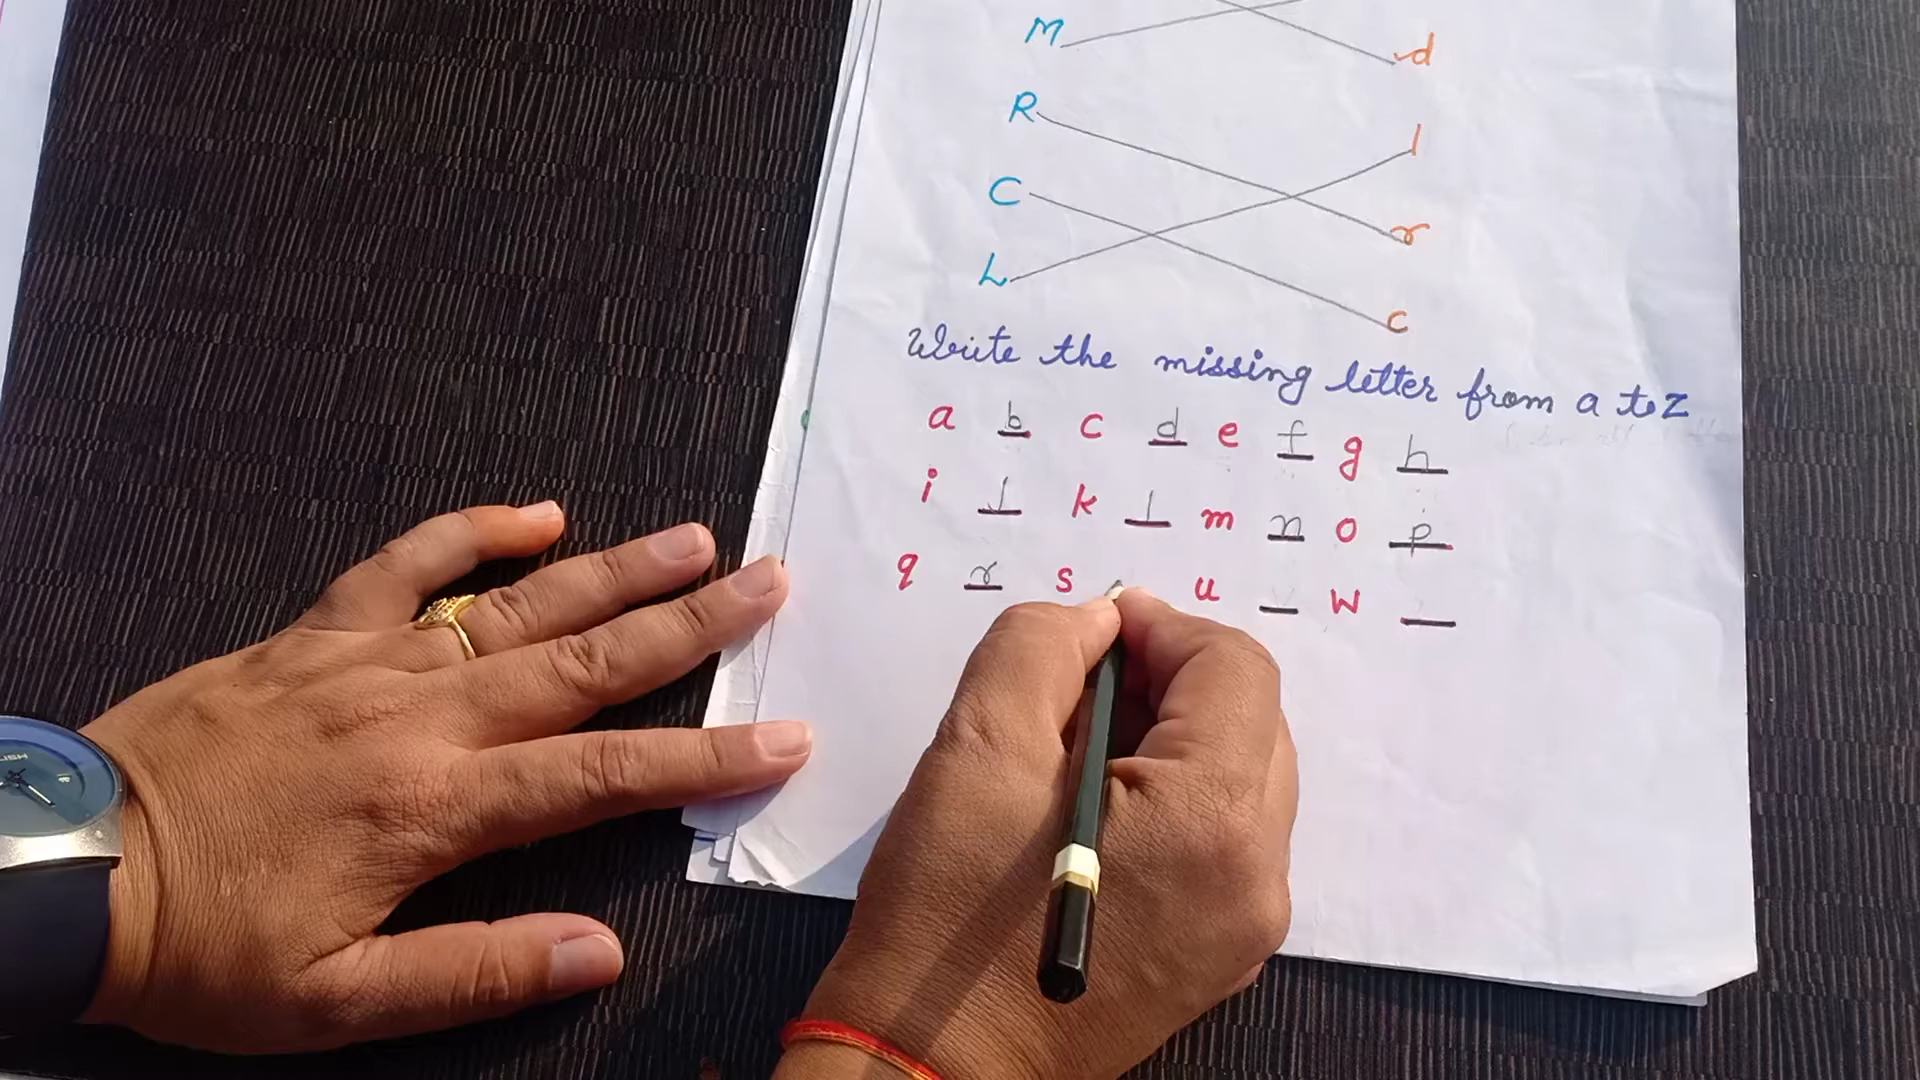 M d
R l
C r
L c
Write the missing letter from a to z
a b c d e f g h
i j k l m n o p
q r s u _ w _